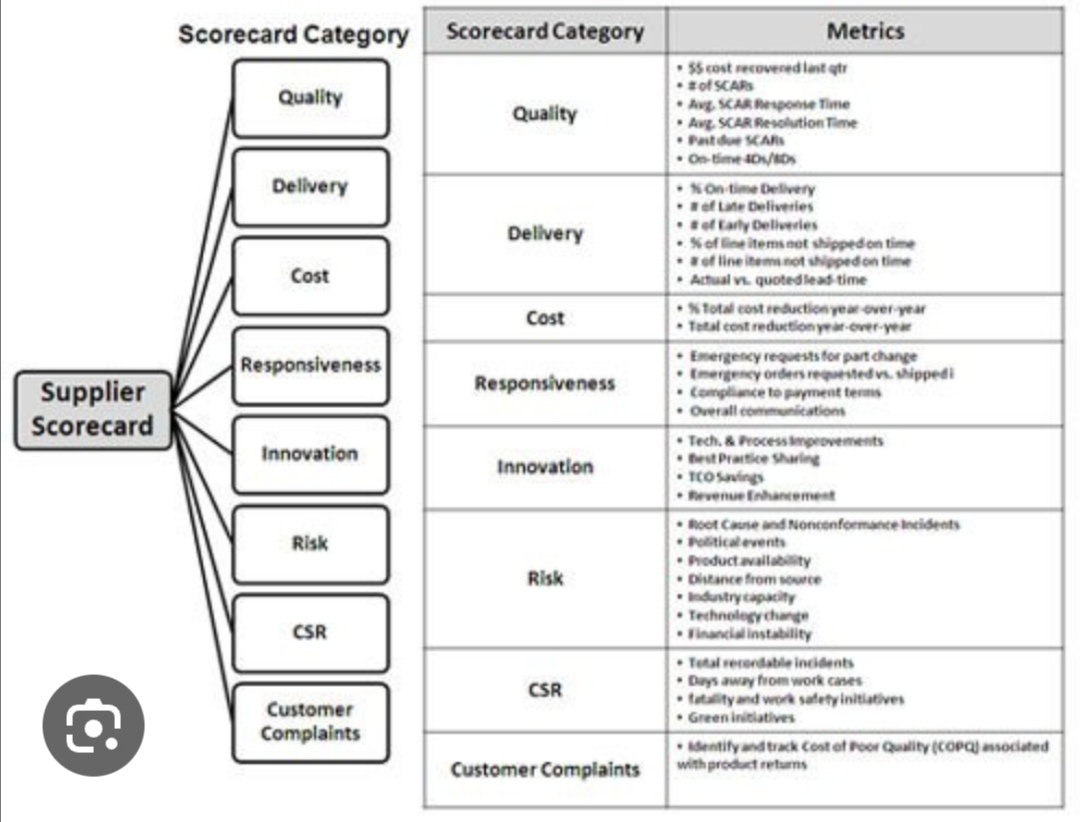 Scorecard Category
Quality
Delivery
Cost
Responsiveness
Innovation
Risk
CSR
Customer
Complaints
Supplier
Scorecard
Scorecard Category
Metrics
Quality
• $$ cost recovered last qtr
• # of SCARs
• Avg. SCAR Response Time
• Avg. SCAR Resolution Time
• Past due SCARs
• On-time 4Ds/8Ds
Delivery
• % On-time Delivery
• # of Late Deliveries
• # of Early Deliveries
• % of line items not shipped on time
• # of line items not shipped on time
• Actual vs. quoted lead-time
Cost
• % Total cost reduction year-over-year
• Total cost reduction year-over-year
Responsiveness
• Emergency requests for part change
• Emergency orders requested vs. shipped i
• Compliance to payment terms
• Overall communications
Innovation
• Tech. & Process Improvements
• Best Practice Sharing
• TCO Savings
• Revenue Enhancement
Risk
• Root Cause and Nonconformance Incidents
• Political events
• Product availability
• Distance from source
• Industry capacity
• Technology change
• Financial instability
CSR
• Total recordable incidents
• Days away from work cases
• fatality and work safety initiatives
• Green initiatives
Customer Complaints
• Identify and track Cost of Poor Quality (COPQ) associated
with product returns